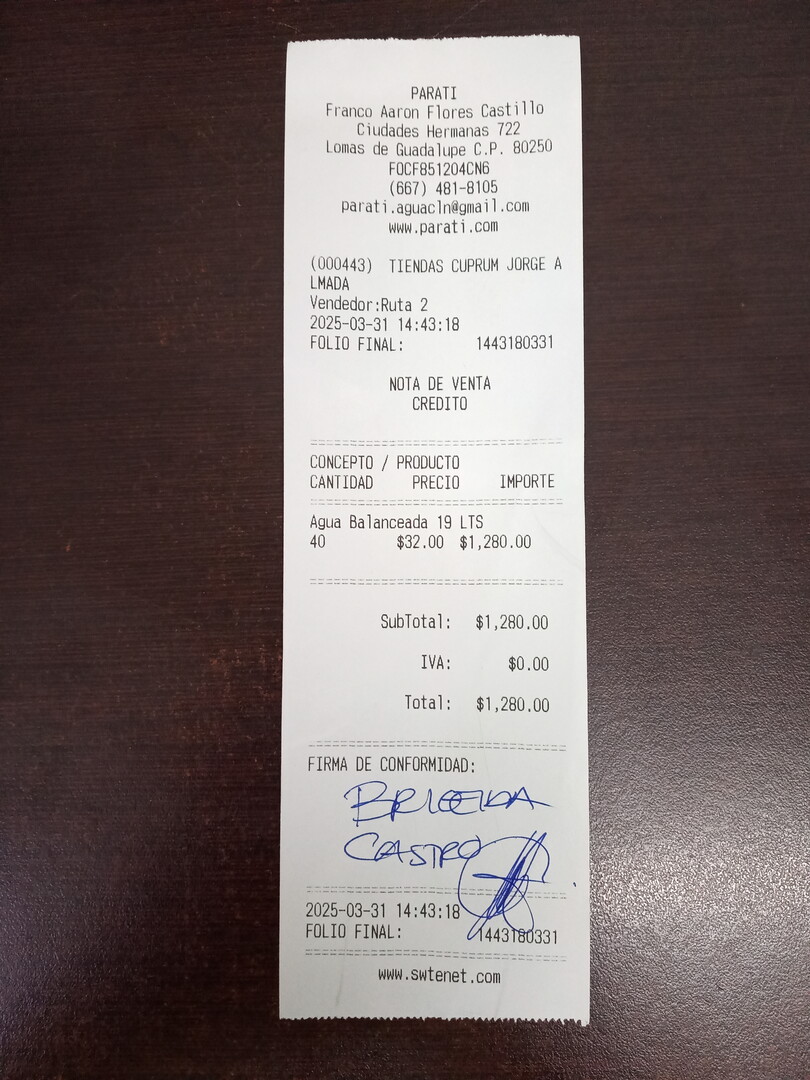 PARATI
Franco Aaron Flores Castillo
Ciudades Hermanas 722
Lomas de Guadalupe C.P. 80250
FOCF851204CN6
(667) 481-8105
parati.aguacln@gmail.com
www.parati.com
(000443)  TIENDAS CUPRUM JORGE A
LMADA
Vendedor:Ruta 2
2025-03-31 14:43:18
FOLIO FINAL: 1443180331
NOTA DE VENTA
CREDITO
CONCEPTO / PRODUCTO
CANTIDAD PRECIO IMPORTE
Agua Balanceada 19 LTS
40 $32.00 $1,280.00
SubTotal: $1,280.00
IVA: $0.00
Total: $1,280.00
FIRMA DE CONFORMIDAD:
CASTRO
2025-03-31 14:43:18
FOLIO FINAL: 1443180331
www.swtenet.com